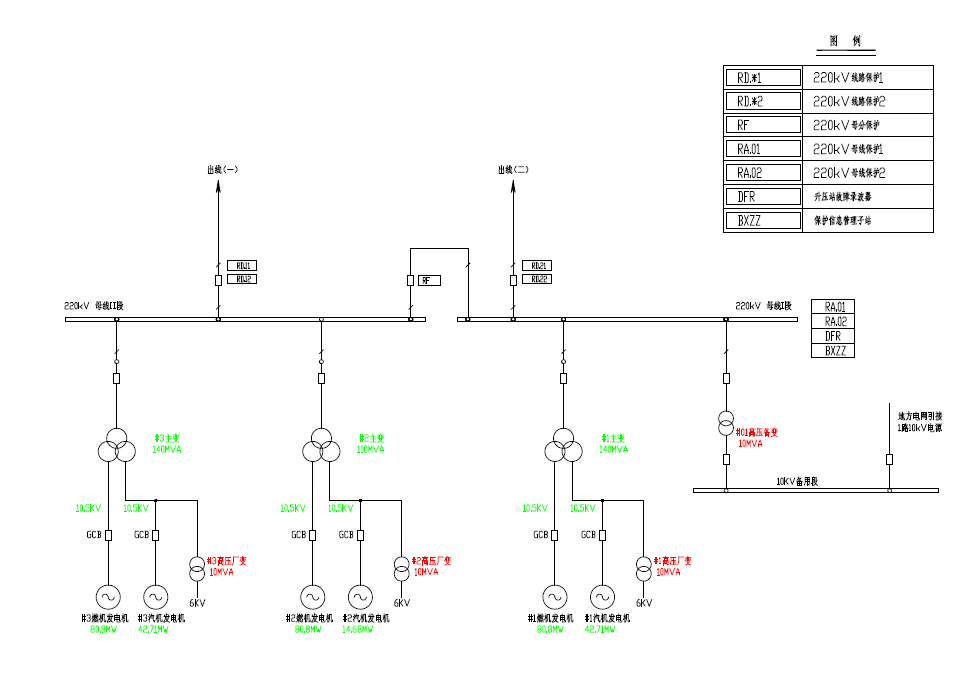 图 例
RD.*1 220kV 线路保护1
RD.*2 220kV 线路保护2
RF 220kV 母分保护
RA.01 220kV 母线保护1
RA.02 220kV 母线保护2
DFR 升压站故障录波器
BXZZ 保护信息管理子站
出线(一)
出线(二)
RD.11
RD.12
RF
RD.21
RD.22
220kV 母线II段
220kV 母线I段
RA.01
RA.02
DFR
BXZZ
#3主变
140MVA
#2主变
110MVA
#1主变
140MVA
#01高压备变
10MVA
地方电网引接
1路10kV电源
10KV备用段
10.5KV 10.5KV
10.5KV 10.5KV
10.5KV 10.5KV
GCB GCB
GCB GCB
GCB GCB
#3高压厂变
10MVA
#2高压厂变
10MVA
#1高压厂变
10MVA
6KV
6KV
6KV
#3燃机发电机
80.8MW
#3汽机发电机
42.71MW
#2燃机发电机
80.8MW
#2汽机发电机
14.68MW
#1燃机发电机
80.8MW
#1汽机发电机
42.71MW